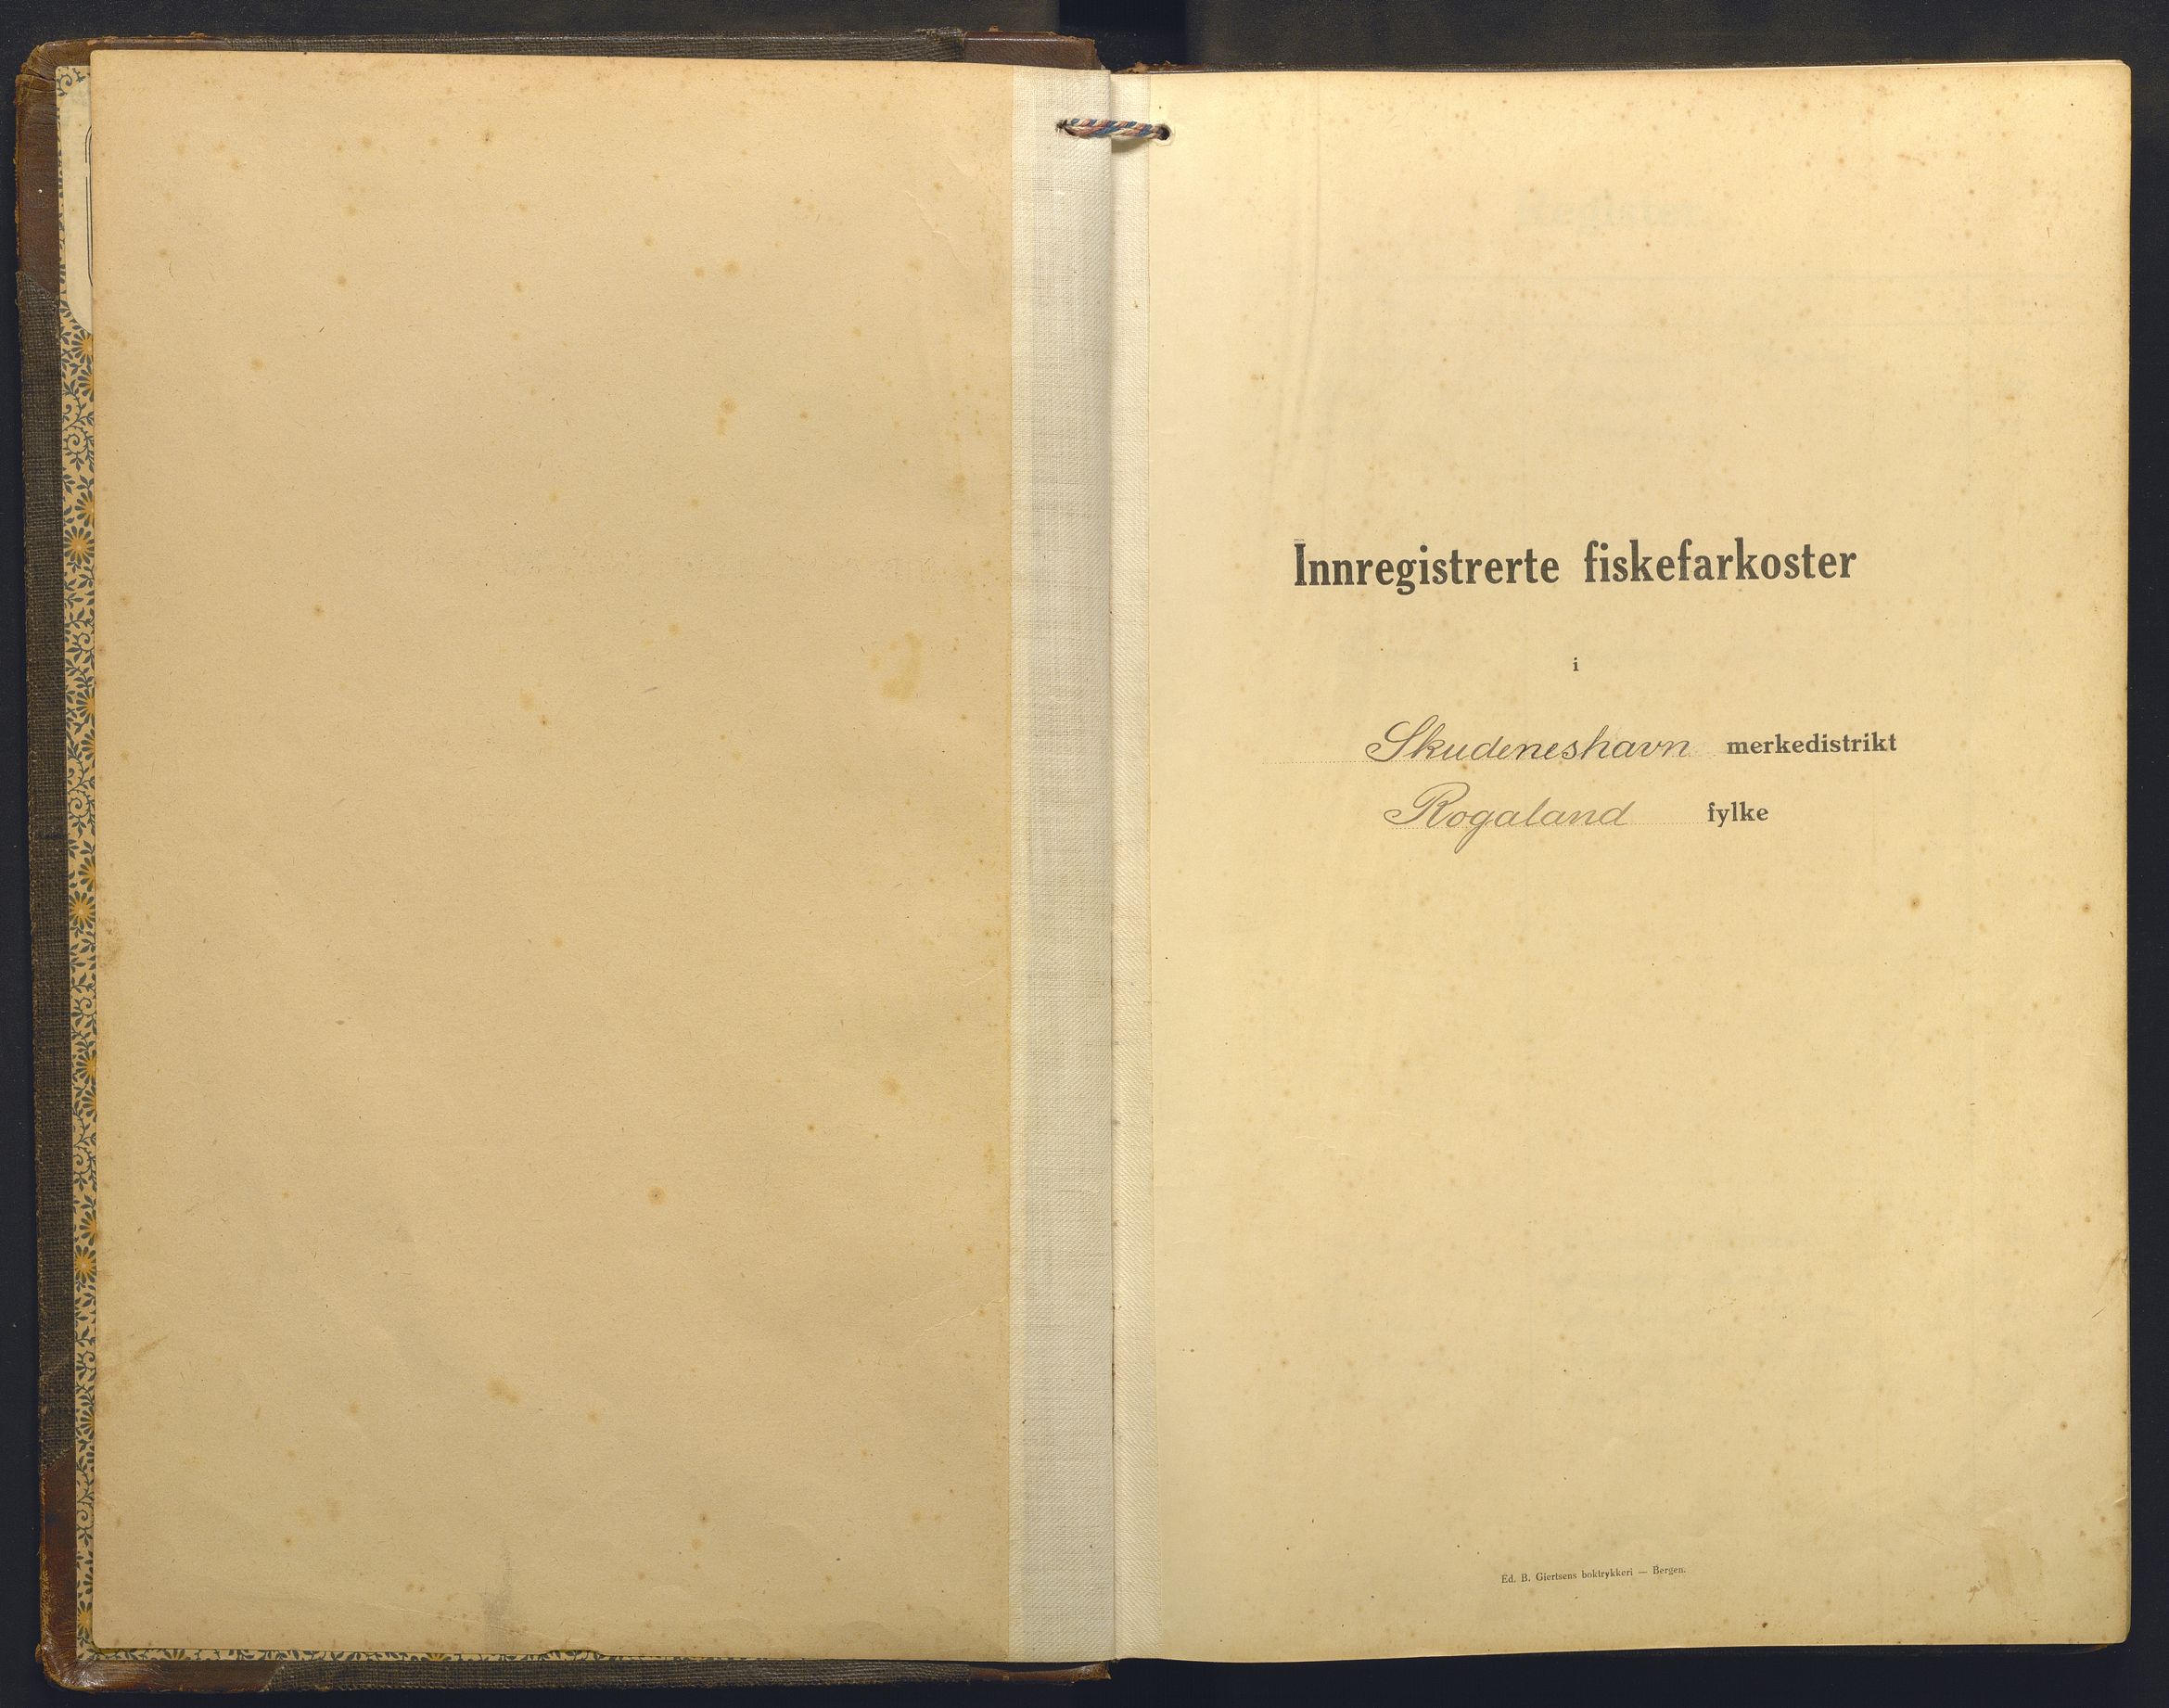 Innregistrerte fiskefarkoster
i
Skudeneshavn merkedistrikt
Rogaland fylke
Ed. B. Giertsens boktrykkeri — Bergen.